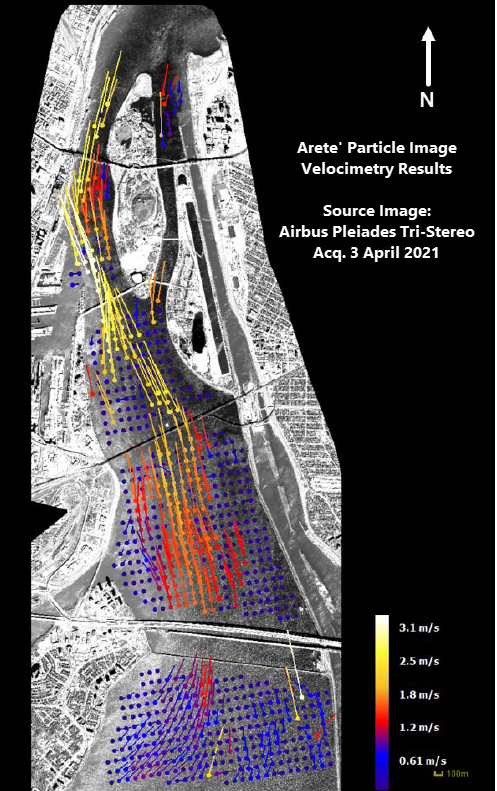 N
Arete' Particle Image
Velocimetry Results
Source Image:
Airbus Pleiades Tri-Stereo
Acq. 3 April 2021
3.1 m/s
2.5 m/s
1.8 m/s
1.2 m/s
0.61 m/s
100m